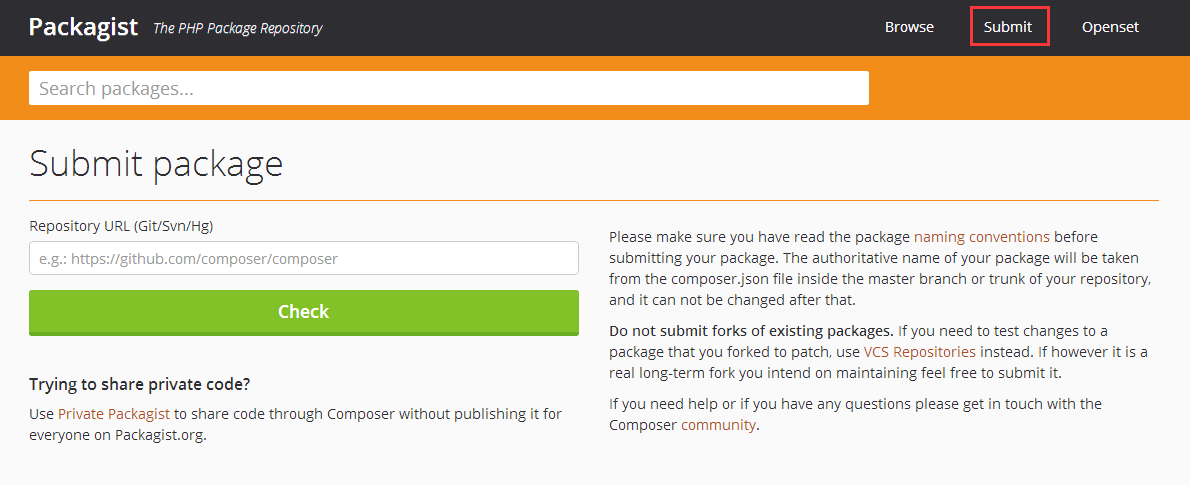 Packagist The PHP Package Repository Browse Submit Openset
Search packages...
Submit package
Repository URL (Git/Svn/Hg)
e.g.: https://github.com/composer/composer
Check
Trying to share private code?
Use Private Packagist to share code through Composer without publishing it for
everyone on Packagist.org.
Please make sure you have read the package naming conventions before
submitting your package. The authoritative name of your package will be taken
from the composer.json file inside the master branch or trunk of your repository,
and it can not be changed after that.
Do not submit forks of existing packages. If you need to test changes to a
package that you forked to patch, use VCS Repositories instead. If however it is a
real long-term fork you intend on maintaining feel free to submit it.
If you need help or if you have any questions please get in touch with the
Composer community.